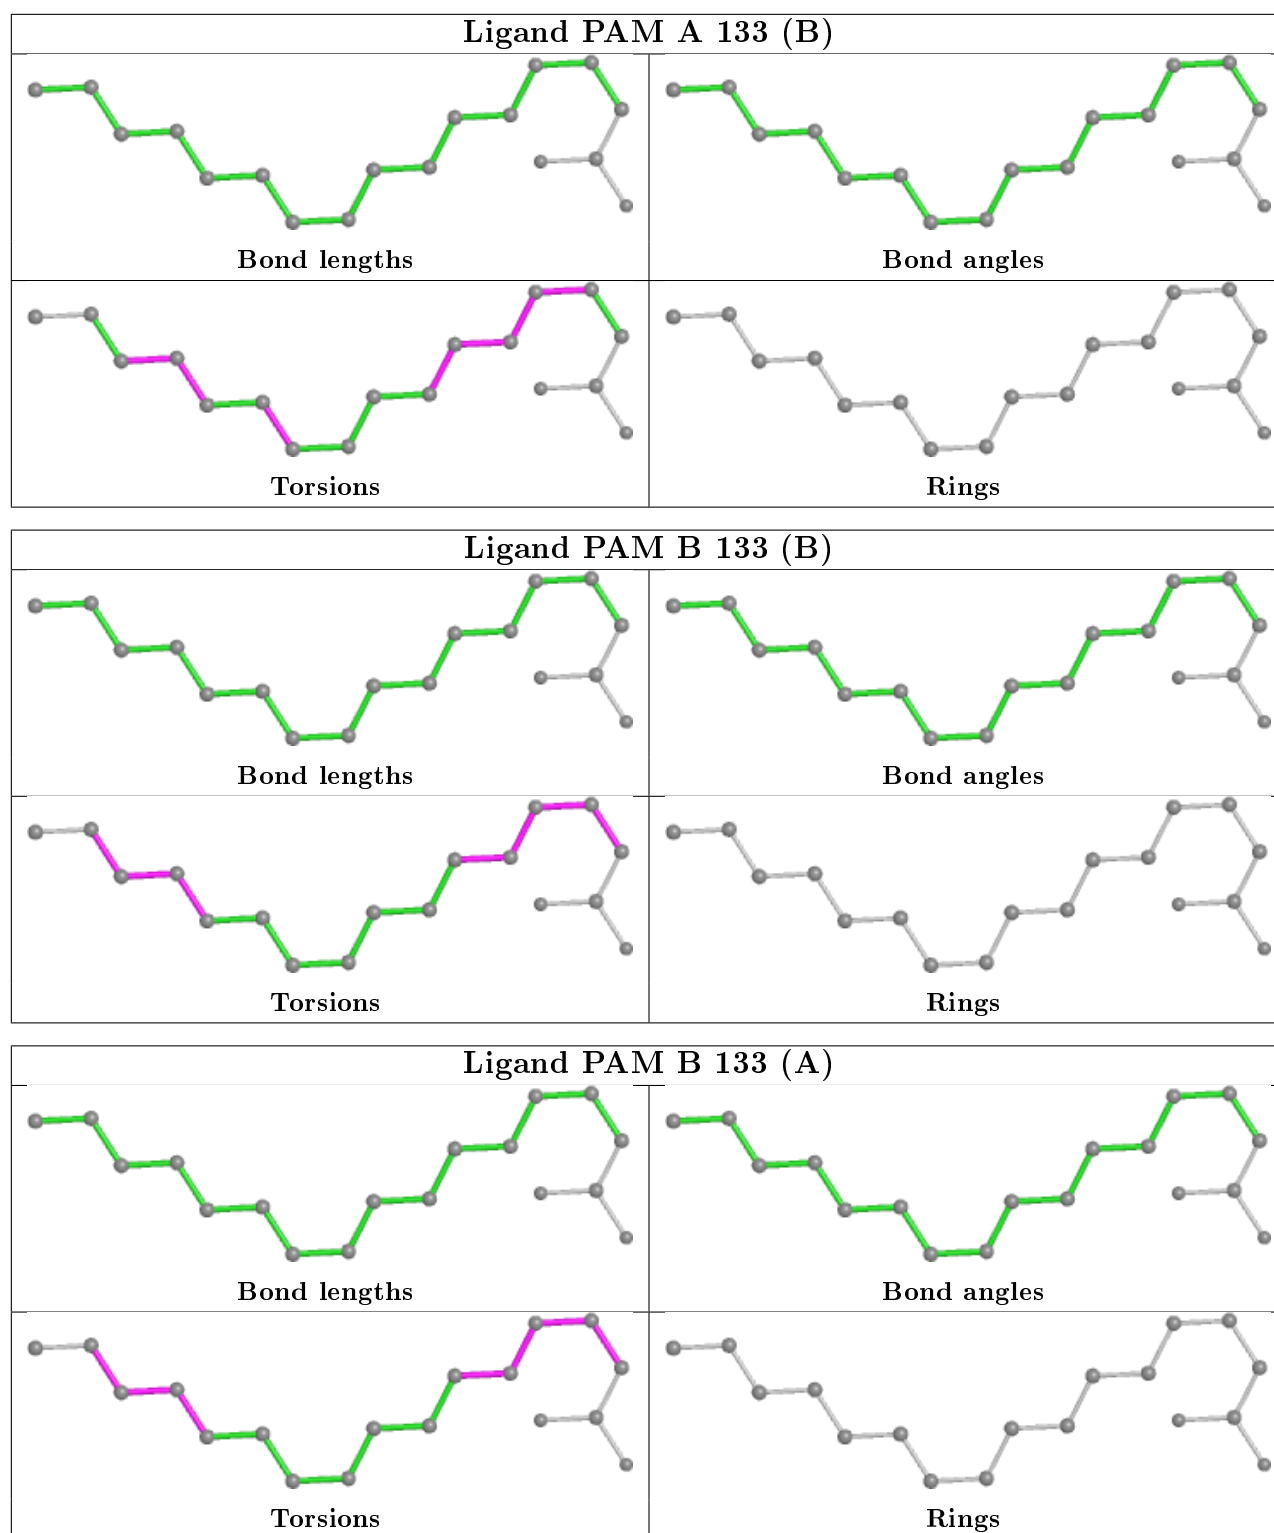 Ligand PAM A 133 (B)
Bond lengths
Bond angles
Torsions
Rings
Ligand PAM B 133 (B)
Bond lengths
Bond angles
Torsions
Rings
Ligand PAM B 133 (A)
Bond lengths
Bond angles
Torsions
Rings